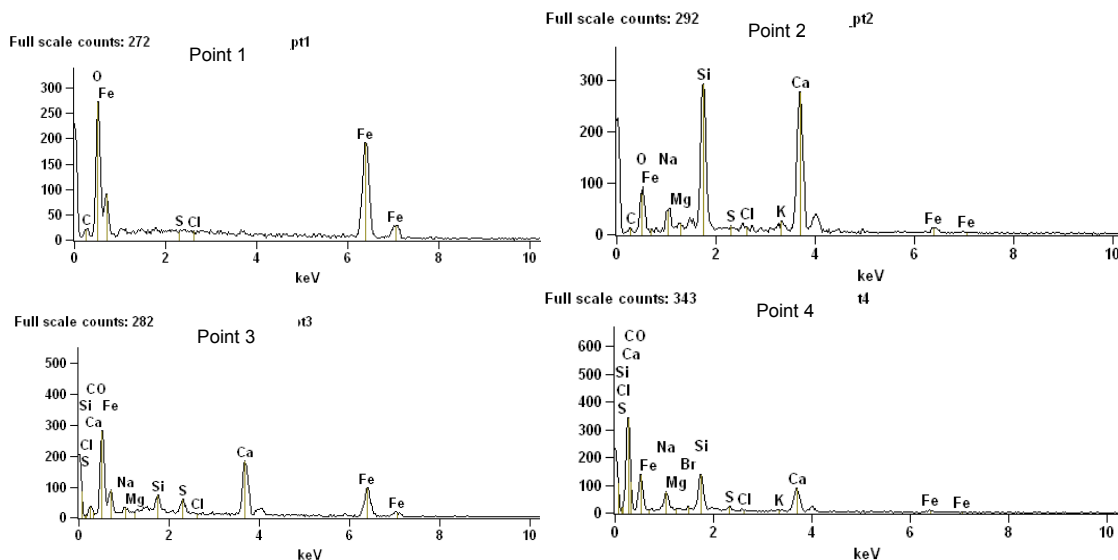 Full scale counts: 272
Point 1
pt1
O
Fe
C
S Cl
Fe
Fe
300
250
200
150
100
50
0
0 2 4 6 8 10
keV
Full scale counts: 292
Point 2
_pt2
Si
Ca
O
Na
Fe
Mg
C
S
Cl
K
Fe
Fe
300
200
100
0
0 2 4 6 8 10
keV
Full scale counts: 282
Point 3
t3
C O
Si
Fe
Ca
Cl
S
Na
Mg
Si
S
Cl
Ca
Fe
Fe
500
400
300
200
100
0
0 2 4 6 8 10
keV
Full scale counts: 343
Point 4
t4
C O
Ca
Si
Cl
S
Fe
Na
Mg
Br
Si
S
Cl
K
Ca
Fe
Fe
600
500
400
300
200
100
0
0 2 4 6 8 10
keV